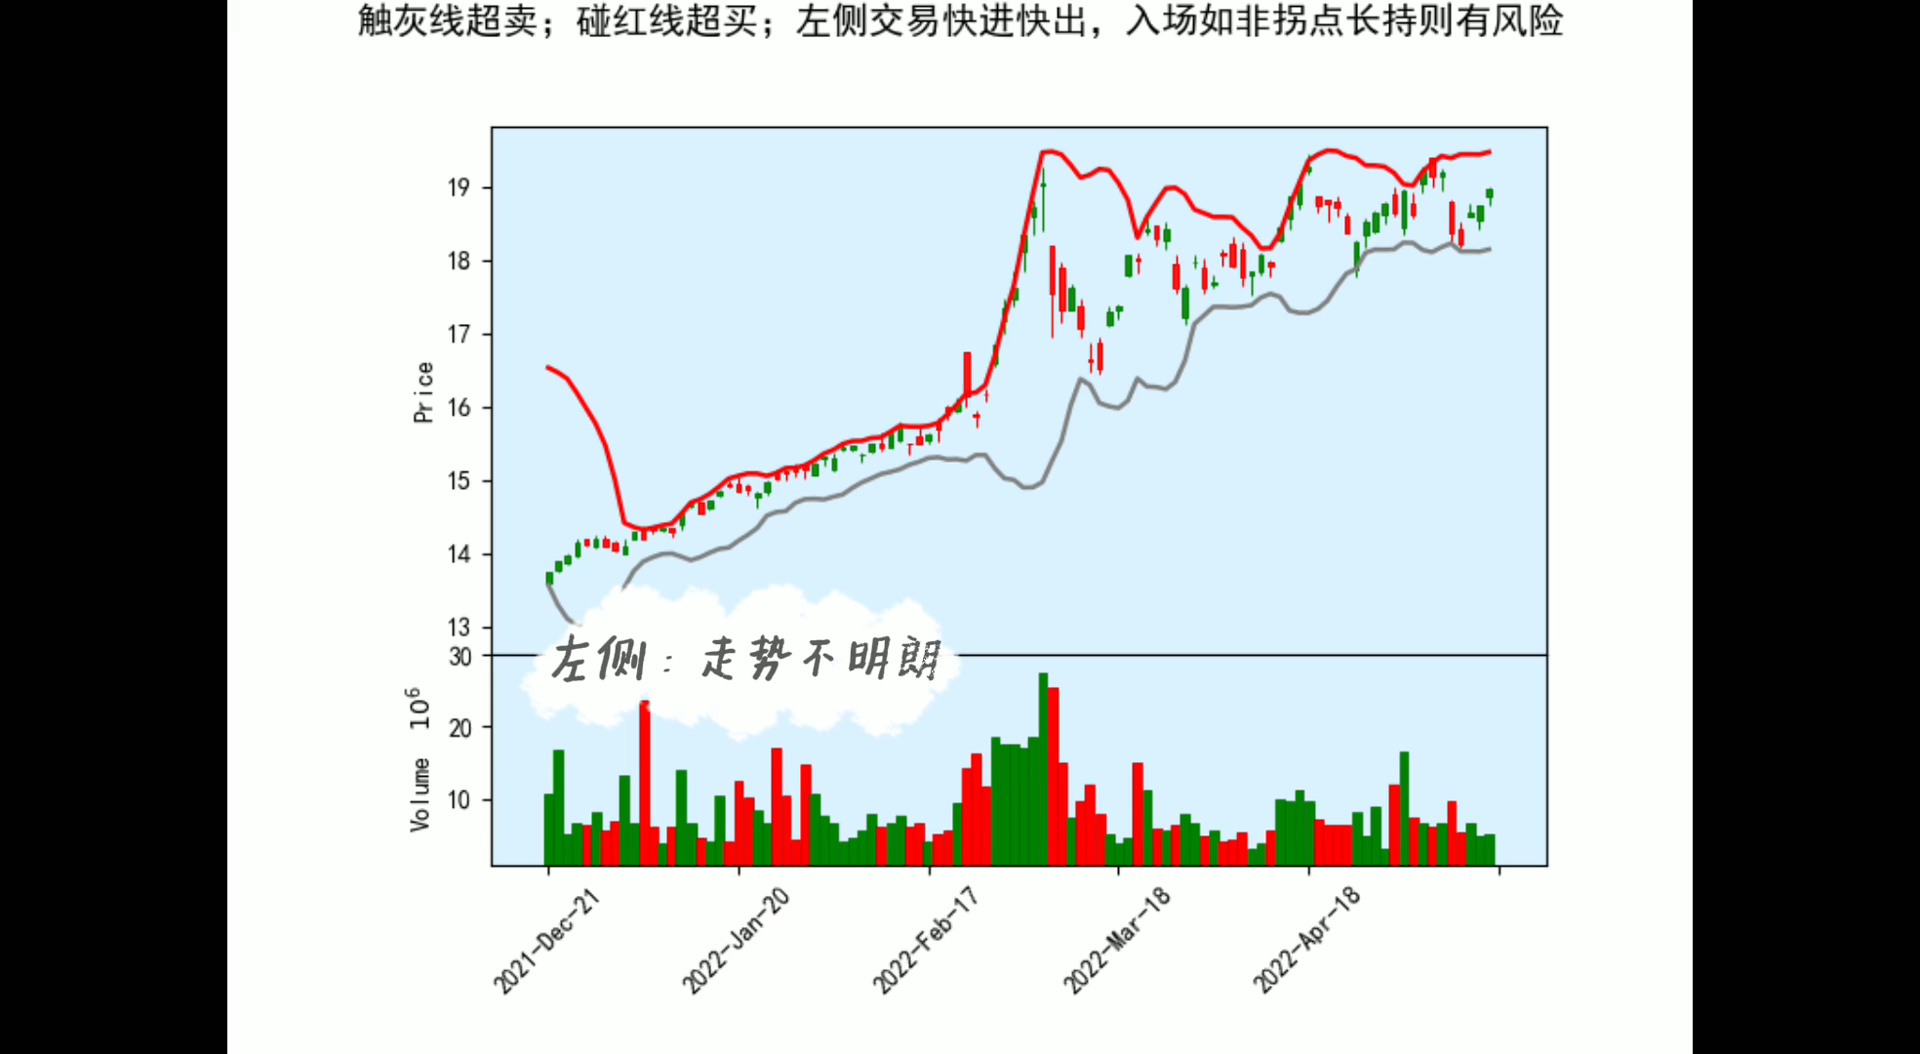 触灰线超卖；碰红线超买；左侧交易快进快出，入场如非拐点长持则有风险
19
18
17
16
15
14
13
Price
左侧：走势不明朗
30
20
10
Volume 10^6
2021-Dec-21
2022-Jan-20
2022-Feb-17
2022-Mar-18
2022-Apr-18